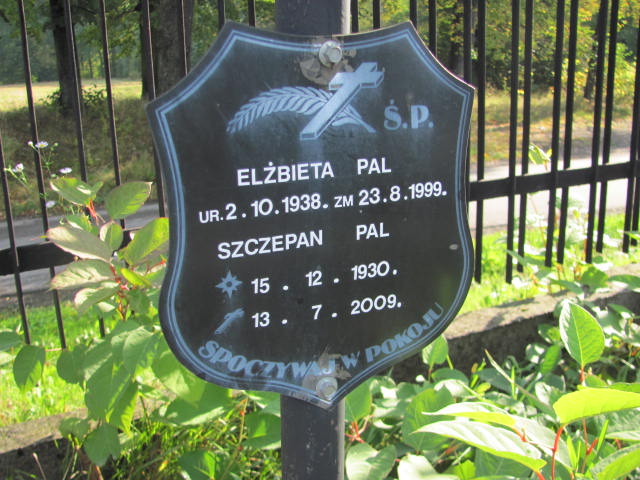 Ś.P.
ELŻBIETA PAL
UR. 2. 10. 1938. ZM 23. 8. 1999.
SZCZEPAN PAL
15. 12. 1930.
13. 7. 2009.
SPOCZYWAJ W POKOJU